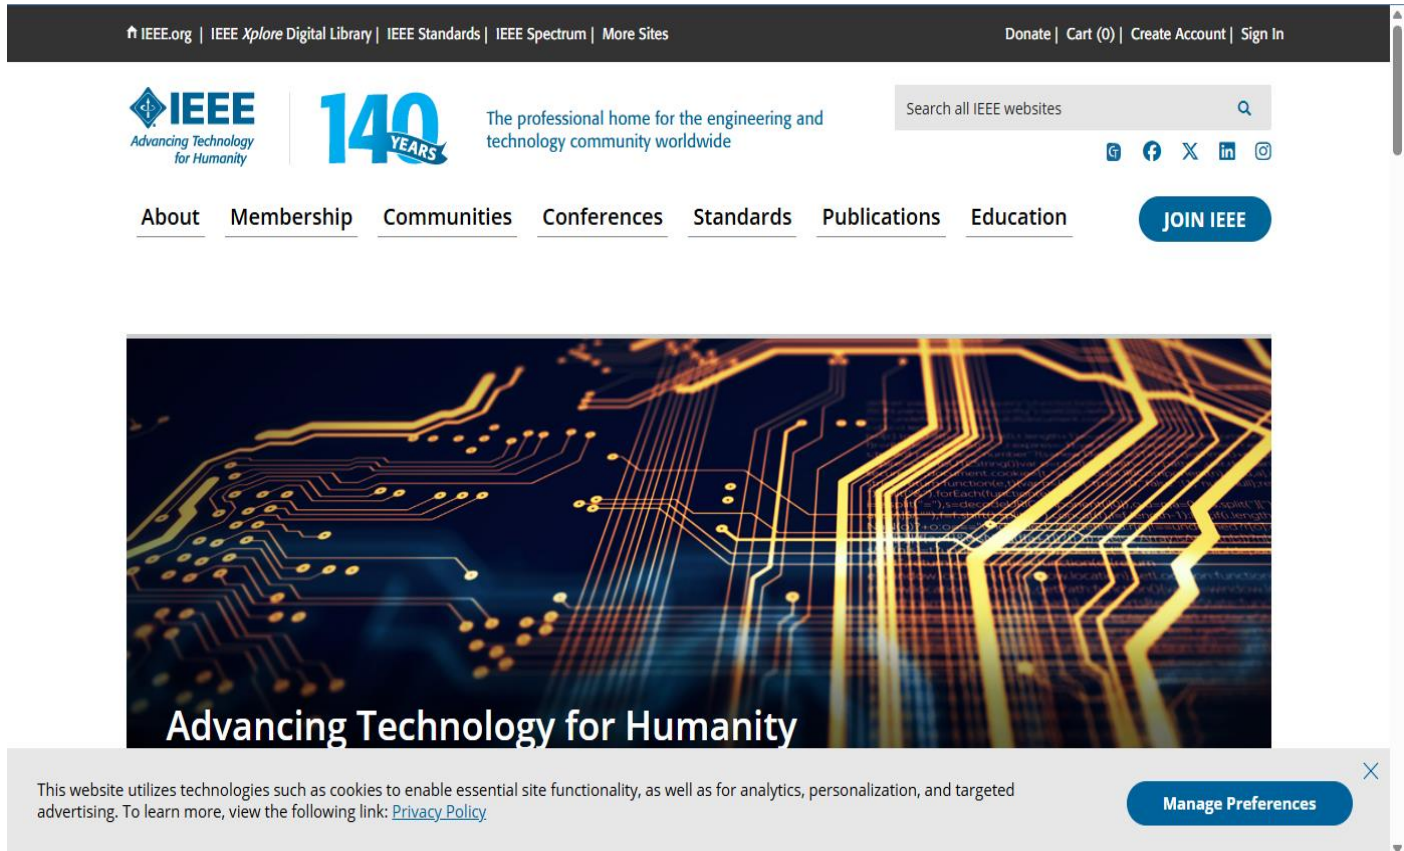 IEEE.org | IEEE Xplore Digital Library | IEEE Standards | IEEE Spectrum | More Sites
Donate | Cart (0) | Create Account | Sign In
IEEE
Advancing Technology
for Humanity
140
YEARS
The professional home for the engineering and
technology community worldwide
Search all IEEE websites
About Membership Communities Conferences Standards Publications Education
JOIN IEEE
Advancing Technology for Humanity
This website utilizes technologies such as cookies to enable essential site functionality, as well as for analytics, personalization, and targeted
advertising. To learn more, view the following link: Privacy Policy
Manage Preferences